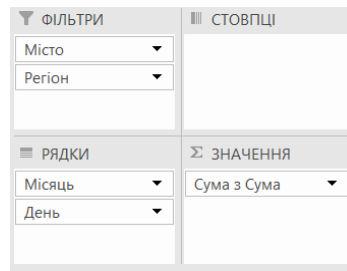 ФІЛЬТРИ
Місто
Регіон
СТОВПЦІ
РЯДКИ
Місяць
День
Σ ЗНАЧЕННЯ
Сума з Сума